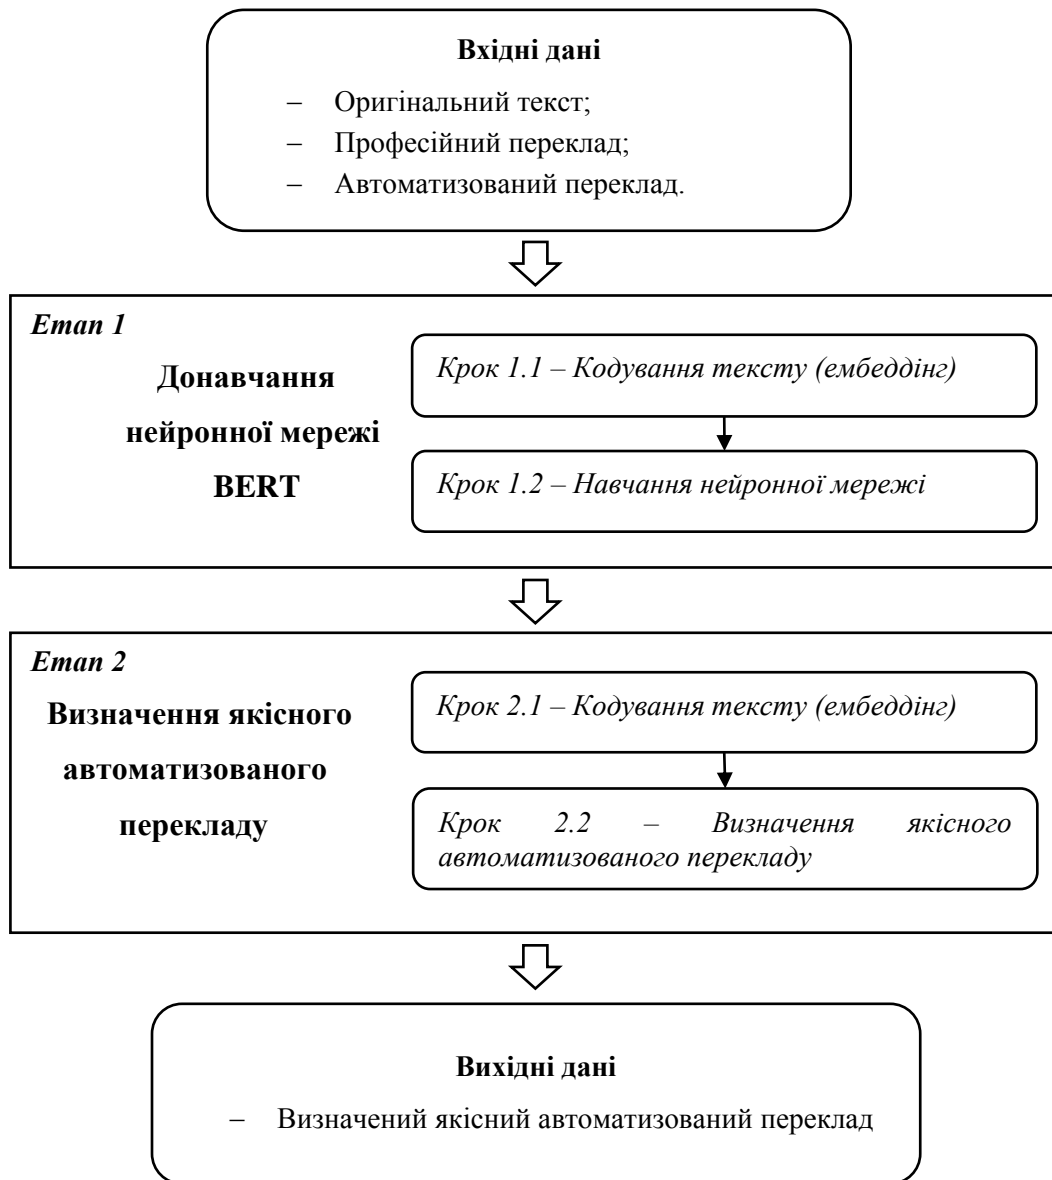 Вхідні дані
– Оригінальний текст;
– Професійний переклад;
– Автоматизований переклад.
Етап 1
Донавчання
нейронної мережі
BERT
Крок 1.1 – Кодування тексту (ембеддінг)
Крок 1.2 – Навчання нейронної мережі
Етап 2
Визначення якісного
автоматизованого
перекладу
Крок 2.1 – Кодування тексту (ембеддінг)
Крок 2.2 – Визначення якісного
автоматизованого перекладу
Вихідні дані
– Визначений якісний автоматизований переклад